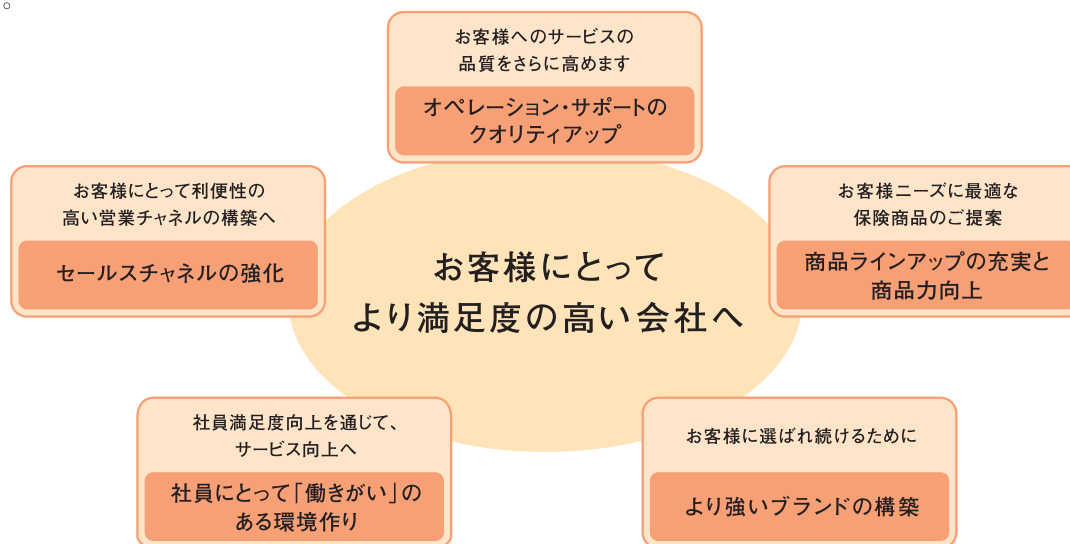 。
お客様へのサービスの
品質をさらに高めます
オペレーション・サポートの
クオリティアップ
お客様にとって利便性の
高い営業チャネルの構築へ
セールスチャネルの強化
お客様ニーズに最適な
保険商品のご提案
商品ラインアップの充実と
商品力向上
お客様にとって
より満足度の高い会社へ
社員満足度向上を通じて、
サービス向上へ
社員にとって「働きがい」の
ある環境作り
お客様に選ばれ続けるために
より強いブランドの構築